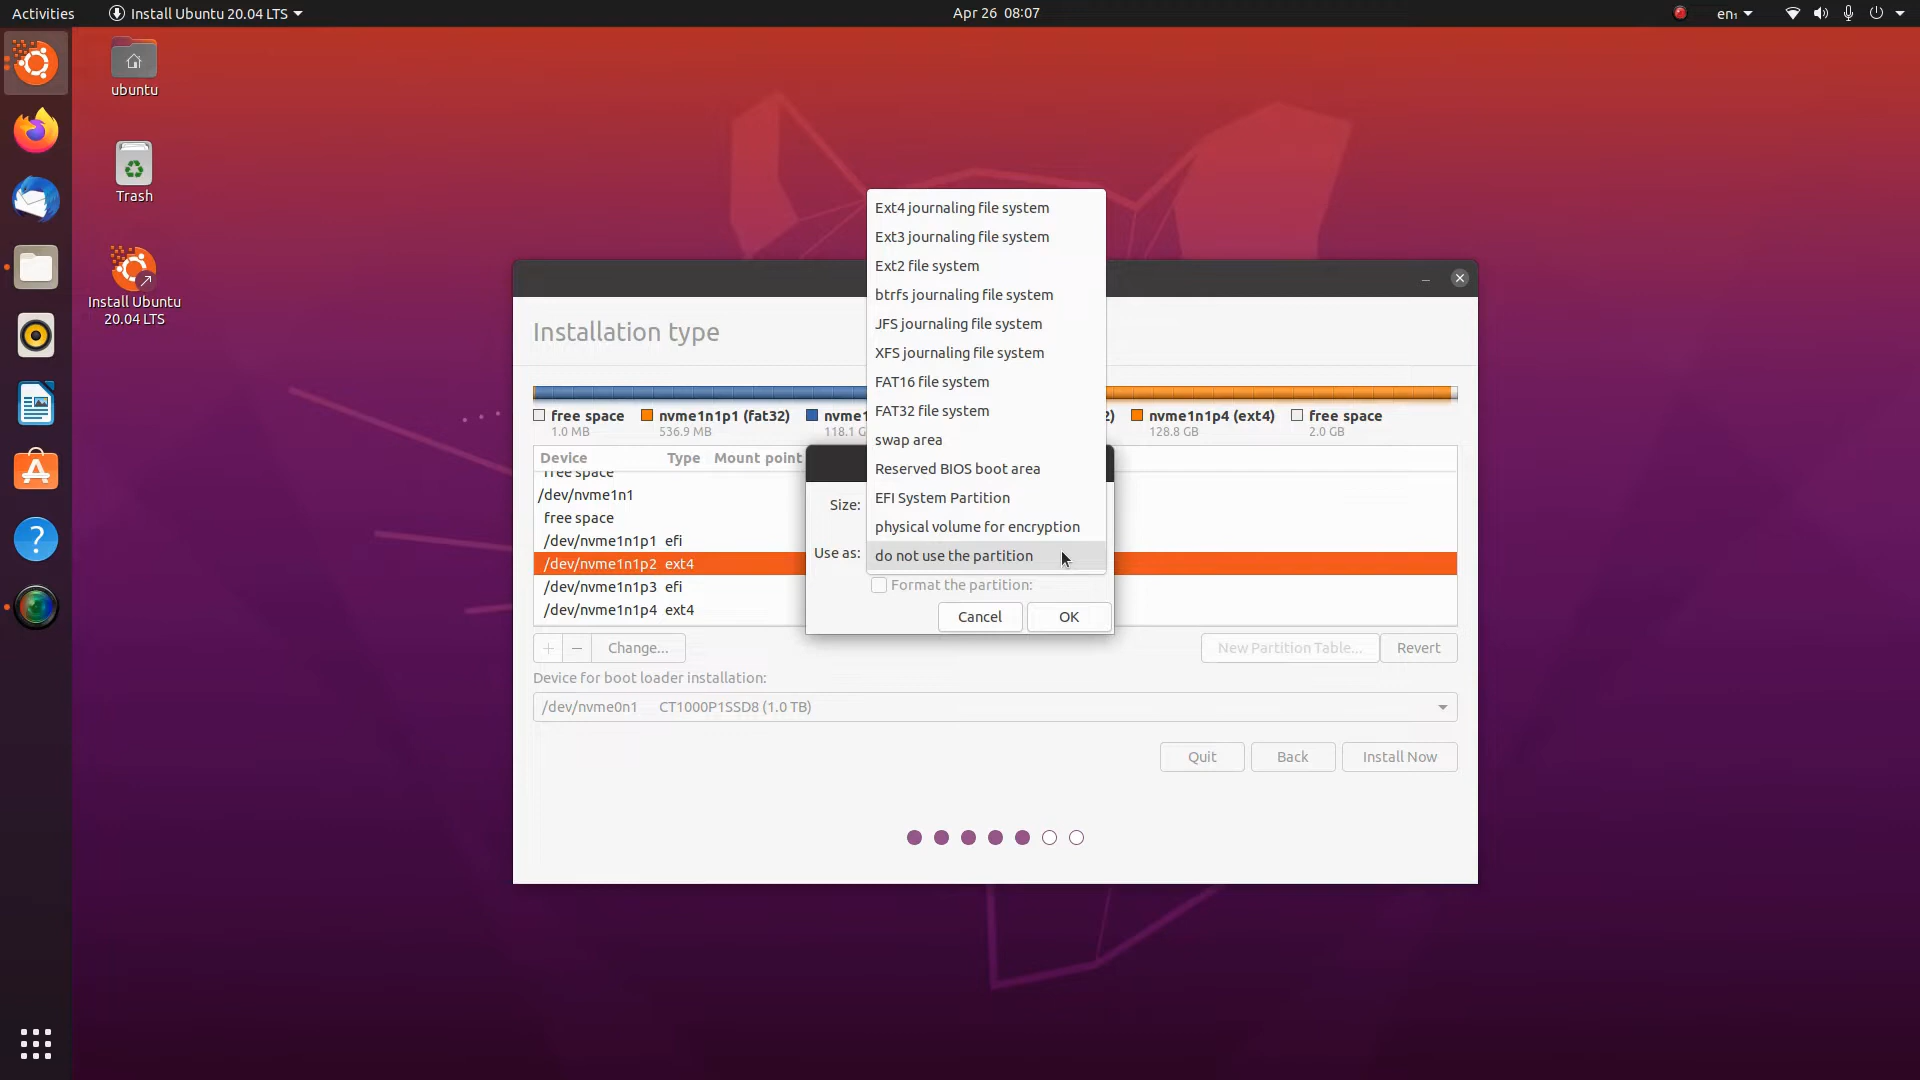 Activities
Install Ubuntu 20.04 LTS
Apr 26 08:07
en₁
ubuntu
Trash
Install Ubuntu
20.04 LTS
Installation type
free space
1.0 MB
nvme1n1p1 (fat32)
536.9 MB
nvme1
118.1 G
2)
nvme1n1p4 (ext4)
128.8 GB
free space
2.0 GB
Device Type Mount point
free space
/dev/nvme1n1
free space
/dev/nvme1n1p1 efi
/dev/nvme1n1p2 ext4
/dev/nvme1n1p3 efi
/dev/nvme1n1p4 ext4
Ext4 journaling file system
Ext3 journaling file system
Ext2 file system
btrfs journaling file system
JFS journaling file system
XFS journaling file system
FAT16 file system
FAT32 file system
swap area
Reserved BIOS boot area
EFI System Partition
physical volume for encryption
do not use the partition
Size:
Use as:
Format the partition:
Cancel
OK
+
−
Change...
New Partition Table...
Revert
Device for boot loader installation:
/dev/nvme0n1 CT1000P1SSD8 (1.0 TB)
Quit
Back
Install Now